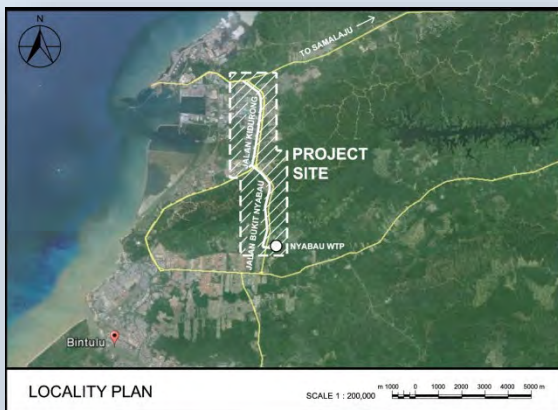 N
TO SAMALAJU
JALAN KIDURONG
PROJECT
SITE
JALAN BUKIT NYABAU
NYABAU WTP
Bintulu
LOCALITY PLAN
SCALE 1 : 200,000
m 1000 0 1000 2000 3000 4000 5000 m